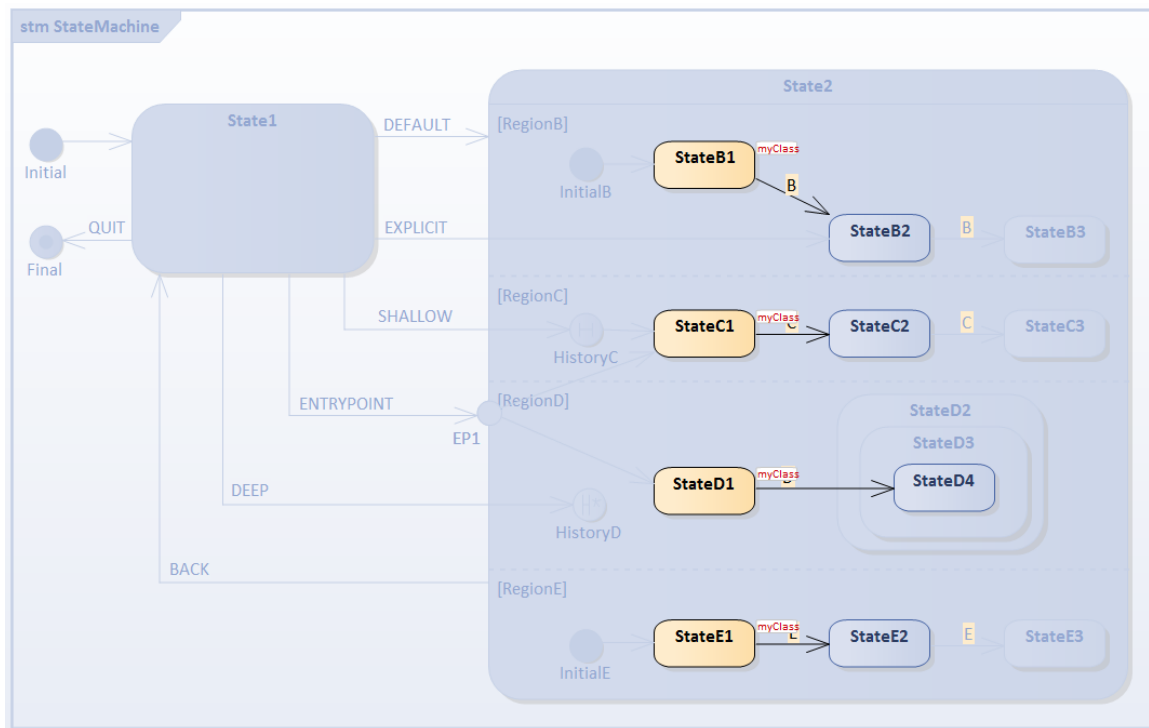 stm StateMachine
State2
State1
DEFAULT
[RegionB]
Initial
StateB1
myClass
InitialB
B
QUIT
EXPLICIT
StateB2
B
StateB3
Final
[RegionC]
SHALLOW
HistoryC
StateC1
myClass
C
StateC2
C
StateC3
ENTRYPOINT
EP1
[RegionD]
StateD2
StateD3
StateD1
myClass
StateD4
DEEP
HistoryD
BACK
[RegionE]
InitialE
StateE1
myClass
StateE2
E
StateE3